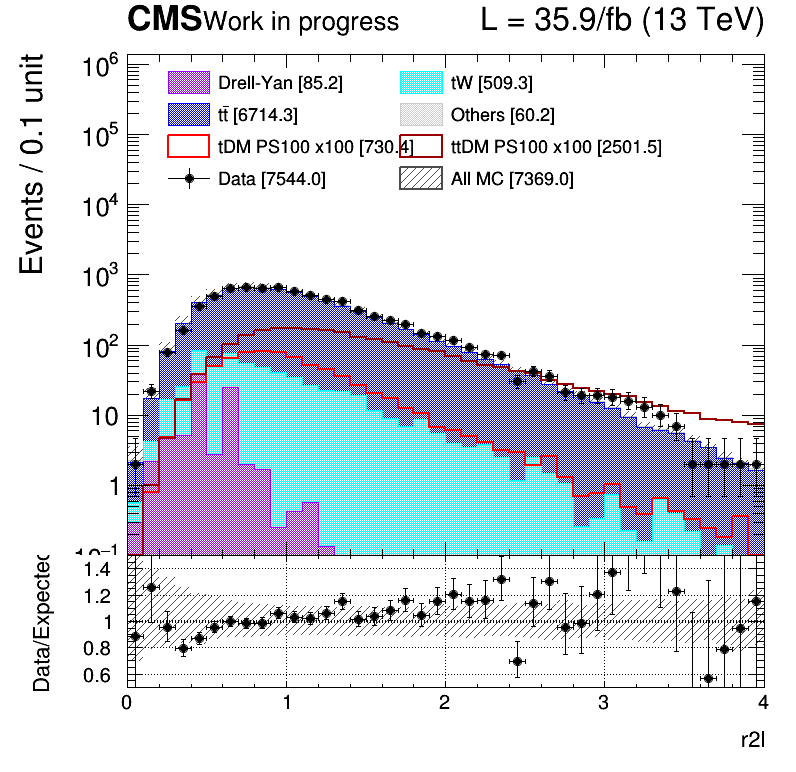 CMS Work in progress L = 35.9/fb (13 TeV)
Events / 0.1 unit
10⁶
10⁵
10⁴
10³
10²
10
1
10⁻¹
Drell-Yan [85.2] tW [509.3]
tt̄ [6714.3] Others [60.2]
tDM PS100 x100 [730.4] ttDM PS100 x100 [2501.5]
Data [7544.0] All MC [7369.0]
Data/Expected
1.4
1.2
1
0.8
0.6
0 1 2 3 4
r2l